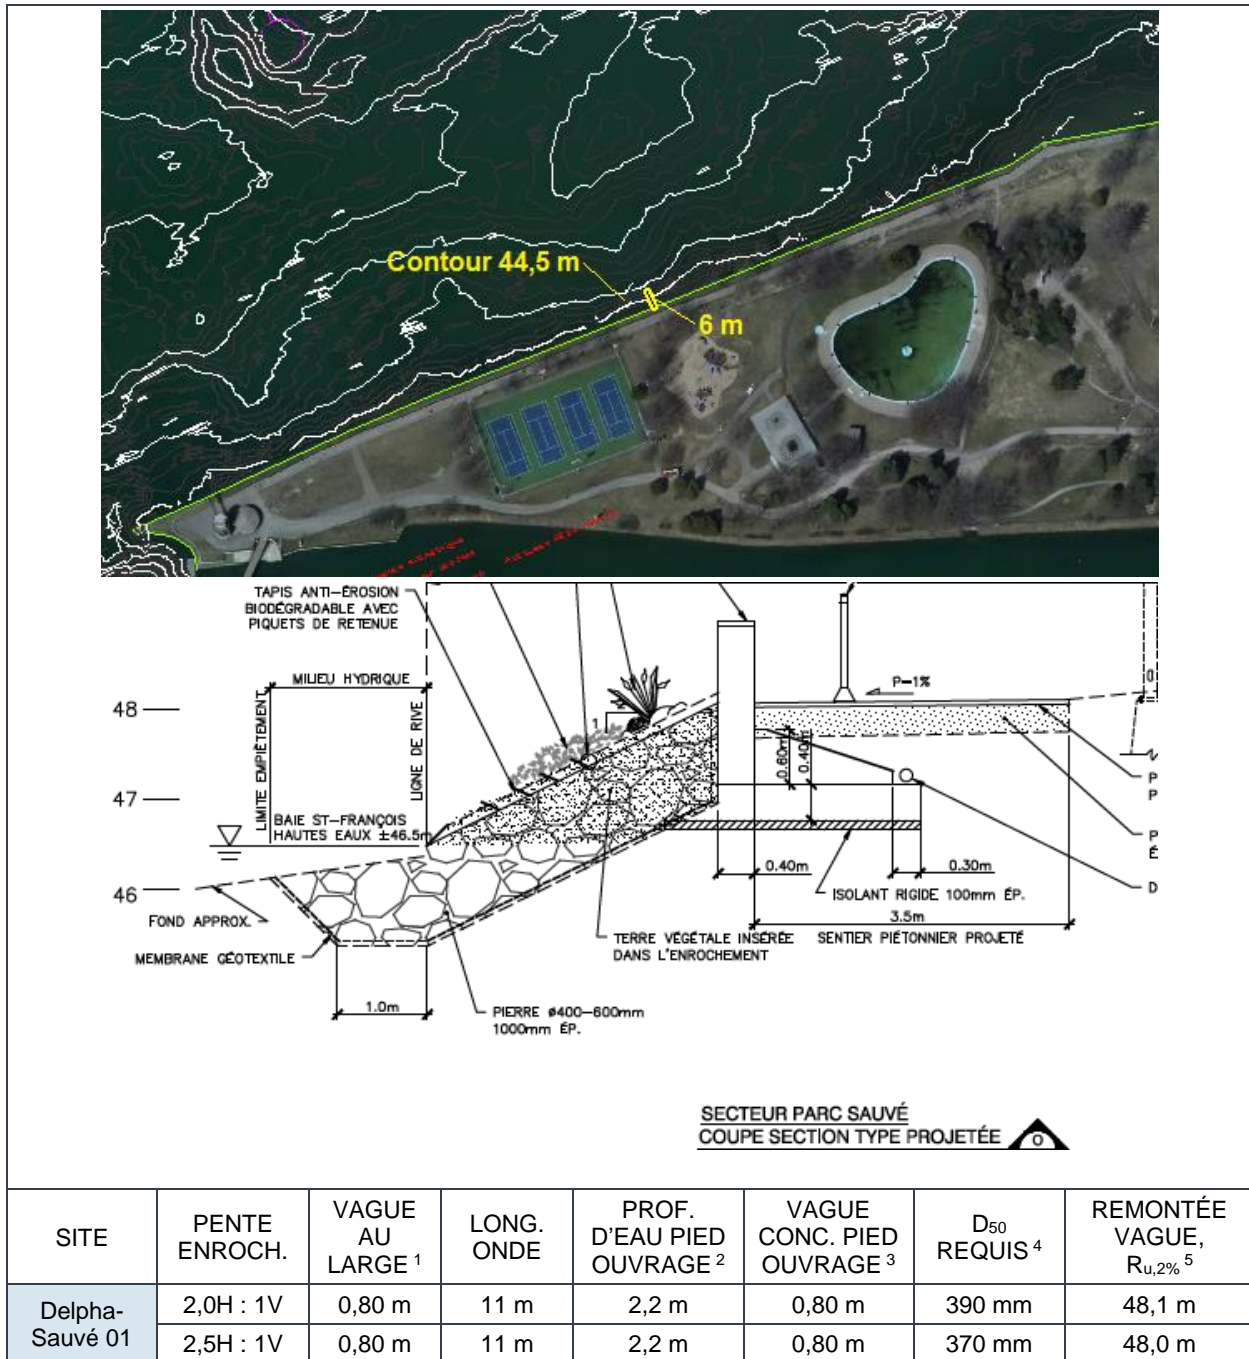 Contour 44,5 m
6 m
D
TAPIS ANTI-ÉROSION
BIODÉGRADABLE AVEC
PIQUETS DE RETENUE
MILIEU HYDRIQUE
LIMITE EMPIÈTEMENT
LIGNE DE RIVE
1
P-1%
48
47
46
BAIE ST-FRANÇOIS
HAUTES EAUX ±46.5m
0.60m
0.40m
0.40m
0.30m
ISOLANT RIGIDE 100mm ÉP.
3.5m
SENTIER PIÉTONNIER PROJETÉ
FOND APPROX.
MEMBRANE GÉOTEXTILE
TERRE VÉGÉTALE INSÉRÉE
DANS L'ENROCHEMENT
1.0m
PIERRE ø400-600mm
1000mm ÉP.
P
P
P
É
D
SECTEUR PARC SAUVÉ
COUPE SECTION TYPE PROJETÉE
O
SITE
PENTE
ENROCH.
VAGUE
AU
LARGE 1
LONG.
ONDE
PROF.
D'EAU PIED
OUVRAGE 2
VAGUE
CONC. PIED
OUVRAGE 3
D50
REQUIS 4
REMONTÉE
VAGUE,
Ru,2% 5
Delpha-
Sauvé 01
2,0H : 1V 0,80 m 11 m 2,2 m 0,80 m 390 mm 48,1 m
2,5H : 1V 0,80 m 11 m 2,2 m 0,80 m 370 mm 48,0 m